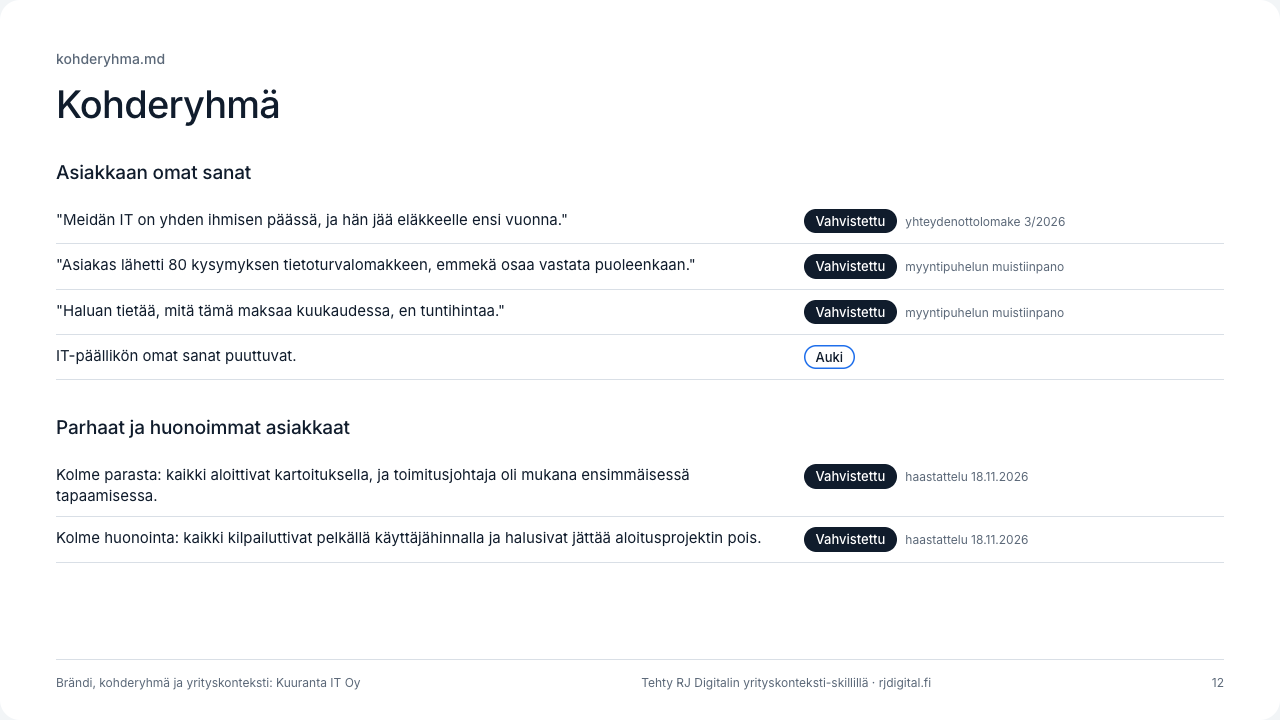 kohderyhma.md
Kohderyhmä
Asiakkaan omat sanat
"Meidän IT on yhden ihmisen päässä, ja hän jää eläkkeelle ensi vuonna." Vahvistettu yhteydenottolomake 3/2026
"Asiakas lähetti 80 kysymyksen tietoturvalomakkeen, emmekä osaa vastata puoleenkaan." Vahvistettu myyntipuhelun muistiinpano
"Haluan tietää, mitä tämä maksaa kuukaudessa, en tuntihintaa." Vahvistettu myyntipuhelun muistiinpano
IT-päällikön omat sanat puuttuvat. Auki
Parhaat ja huonoimmat asiakkaat
Kolme parasta: kaikki aloittivat kartoituksella, ja toimitusjohtaja oli mukana ensimmäisessä Vahvistettu haastattelu 18.11.2026
tapaamisessa.
Kolme huonointa: kaikki kilpailuttivat pelkällä käyttäjähinnalla ja halusivat jättää aloitusprojektin pois. Vahvistettu haastattelu 18.11.2026
Brändi, kohderyhmä ja yrityskonteksti: Kuuranta IT Oy Tehty RJ Digitalin yrityskonteksti-skillillä · rjdigital.fi 12